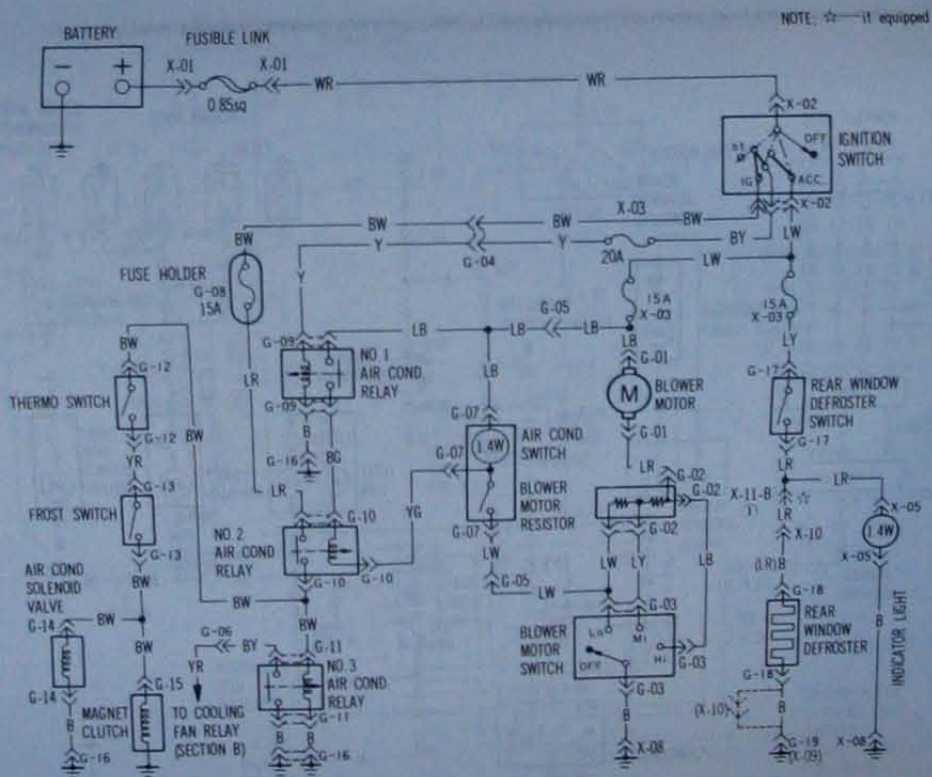 NOTE: ☆ — if equipped
BATTERY
FUSIBLE LINK
X-01
X-01
− +
0.85sq
WR
WR
X-02
OFF
st
IG
ACC.
IGNITION
SWITCH
X-02
BW
BW
X-03
BW
LW
BW
Y
Y
G-04
20A
BY
LW
FUSE HOLDER
G-08
15A
Y
G-05
15A
X-03
15A
X-03
LB
LB
LB
LB
LY
BW
G-12
THERMO SWITCH
G-12
BW
YR
LR
G-09
NO.1
AIR COND.
RELAY
G-09
B
G-16
BG
LB
G-07
G-07
1.4W
AIR COND
SWITCH
BLOWER
MOTOR
RESISTOR
G-07
G-01
M
BLOWER
MOTOR
G-01
LR
G-02
G-02
G-02
G-17
REAR WINDOW
DEFROSTER
SWITCH
G-17
LR
LR
X-11-B
☆
LR
X-10
X-05
1.4W
X-05
G-13
FROST SWITCH
G-13
LR
G-10
NO.2
AIR COND
RELAY
G-10
G-10
YG
LW
G-05
LW
LW
LY
LB
(LR)B
G-18
B
AIR COND
SOLENOID
VALVE
G-14
BW
BW
BW
BW
G-06
BY
YR
G-11
NO.3
AIR COND
RELAY
G-11
G-03
BLOWER
MOTOR
SWITCH
Lo
Mi
Hi
OFF
G-03
G-03
REAR
WINDOW
DEFROSTER
G-18
INDICATOR LIGHT
G-14
B
G-16
MAGNET
CLUTCH
G-15
TO COOLING
FAN RELAY
(SECTION B)
B
B
G-16
B
X-08
(X-10)
B
G-19
(X-09)
X-08